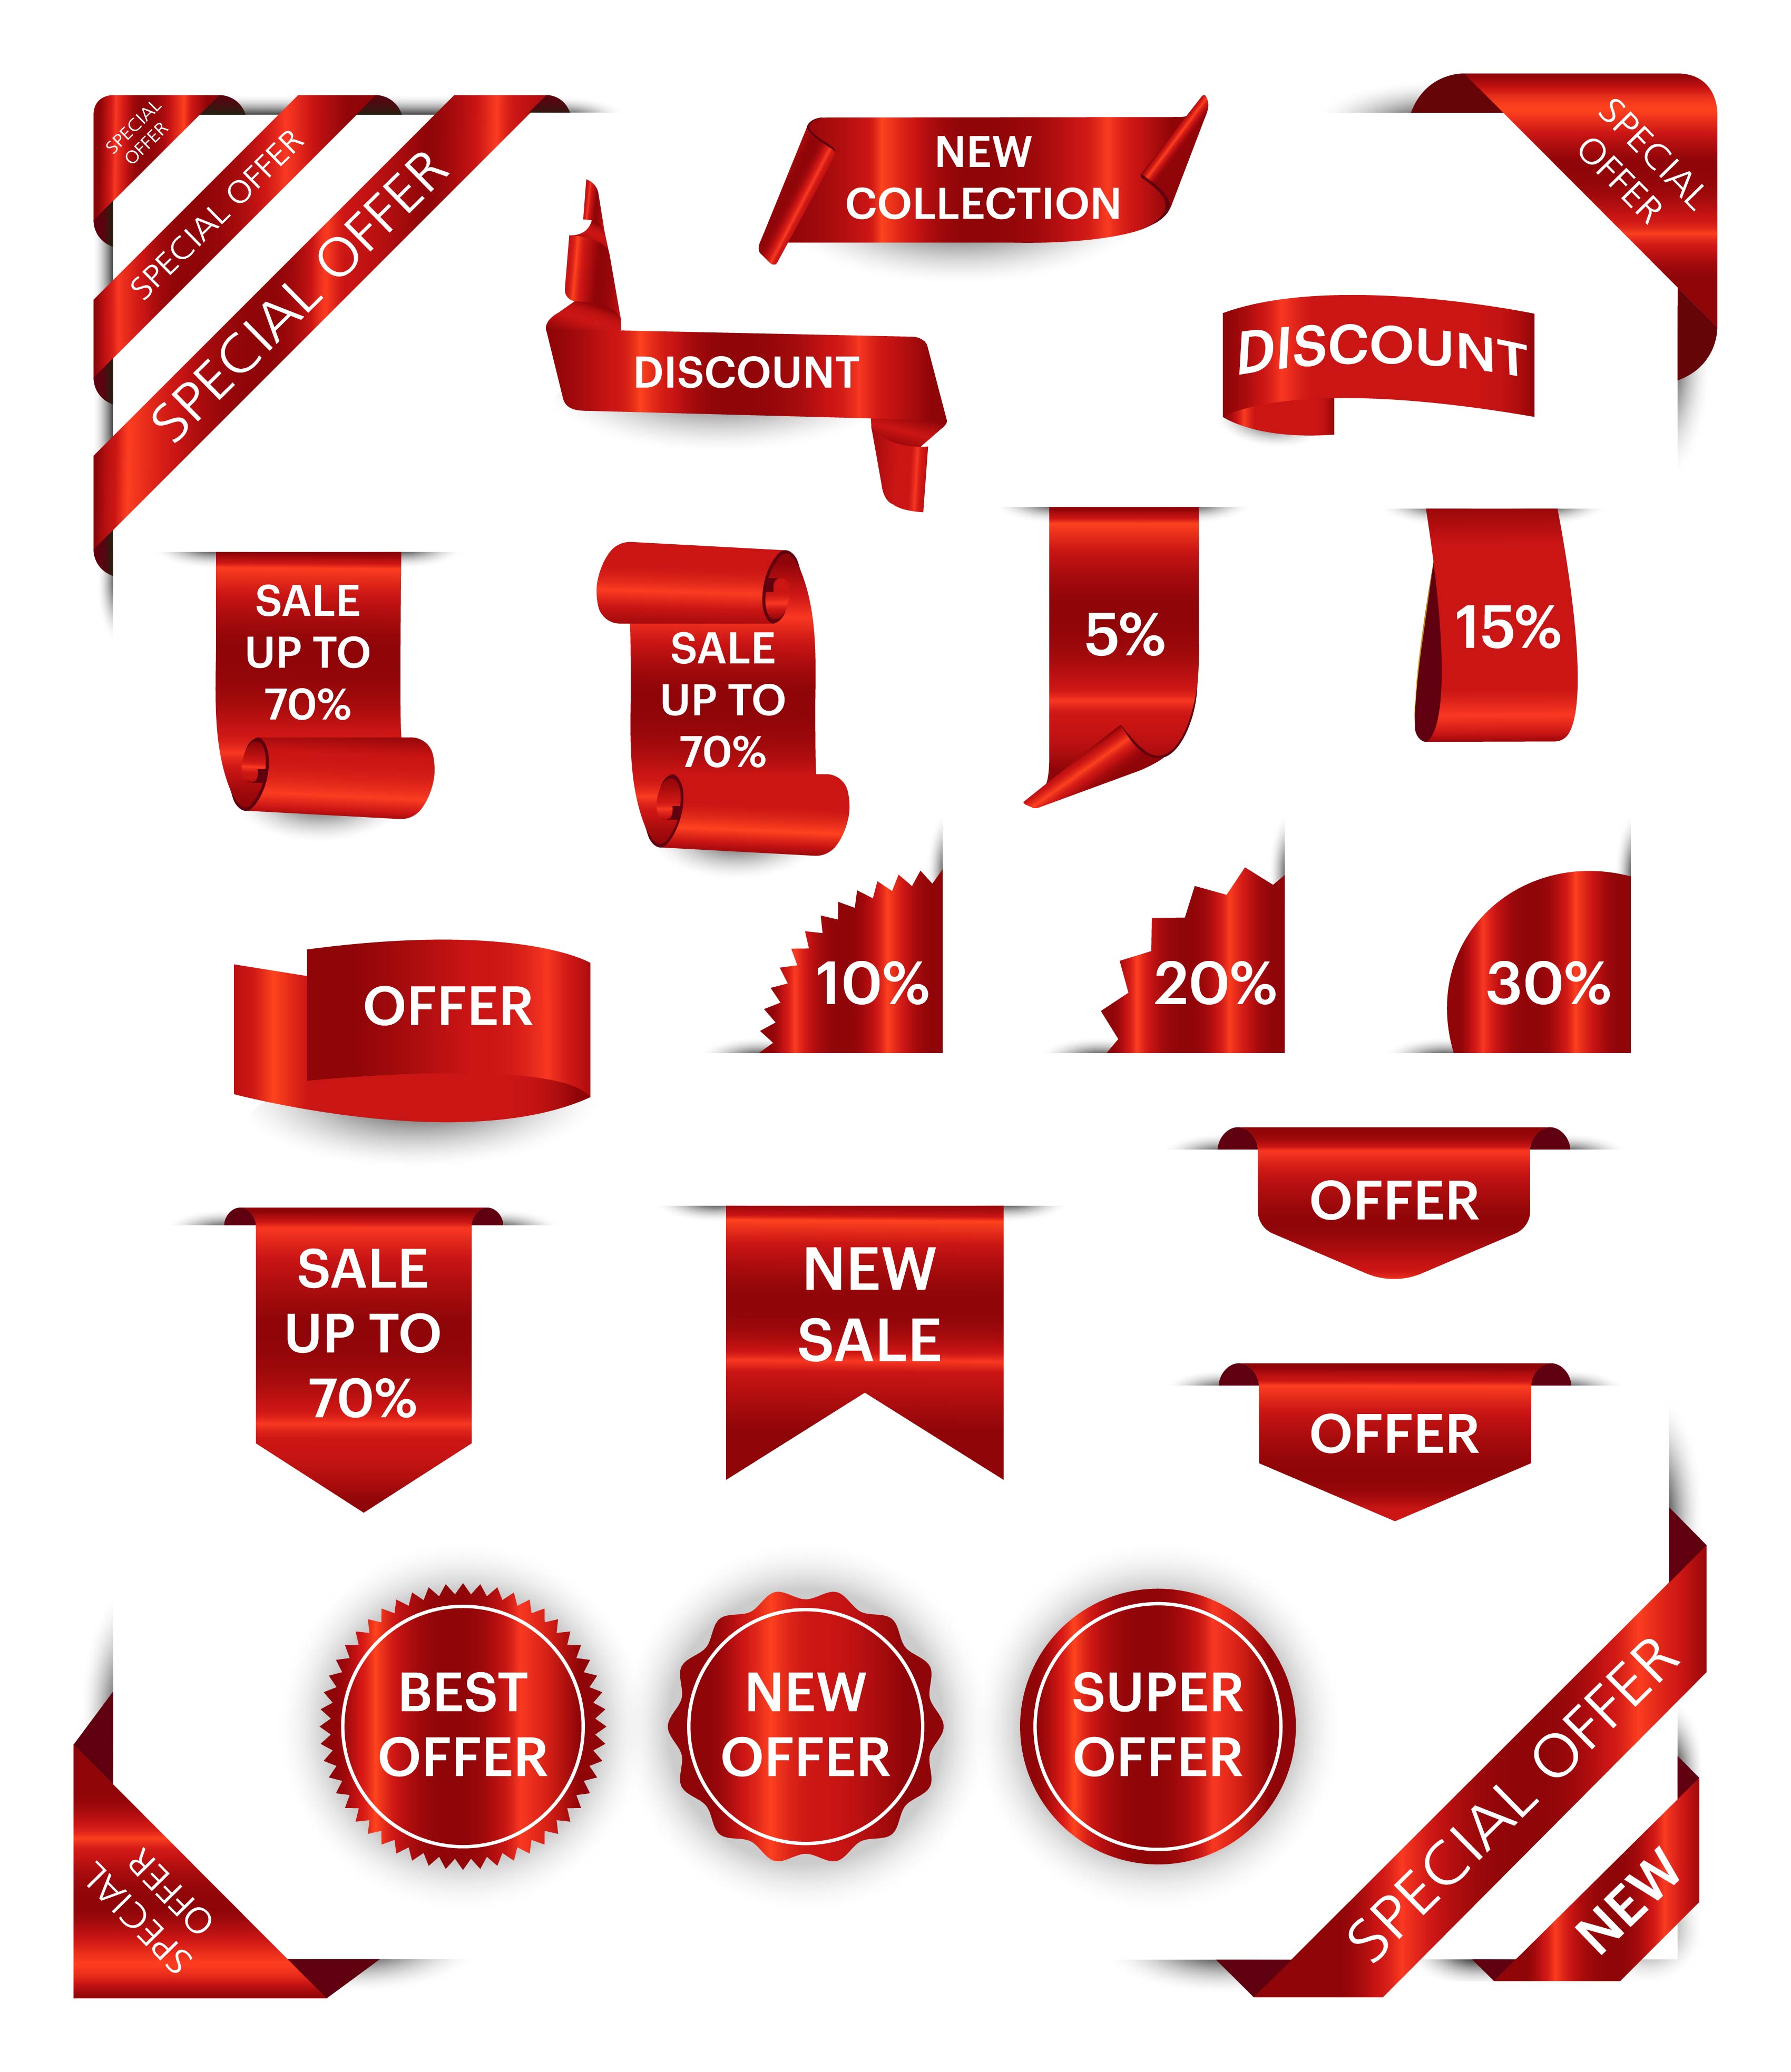 SPECIAL
OFFER
SPECIAL OFFER
SPECIAL OFFER
NEW
COLLECTION
SPECIAL
OFFER
DISCOUNT
DISCOUNT
SALE
UP TO
70%
SALE
UP TO
70%
5%
15%
OFFER
10%
20%
30%
SALE
UP TO
70%
NEW
SALE
OFFER
OFFER
BEST
OFFER
NEW
OFFER
SUPER
OFFER
SPECIAL
OFFER
SPECIAL OFFER
NEW